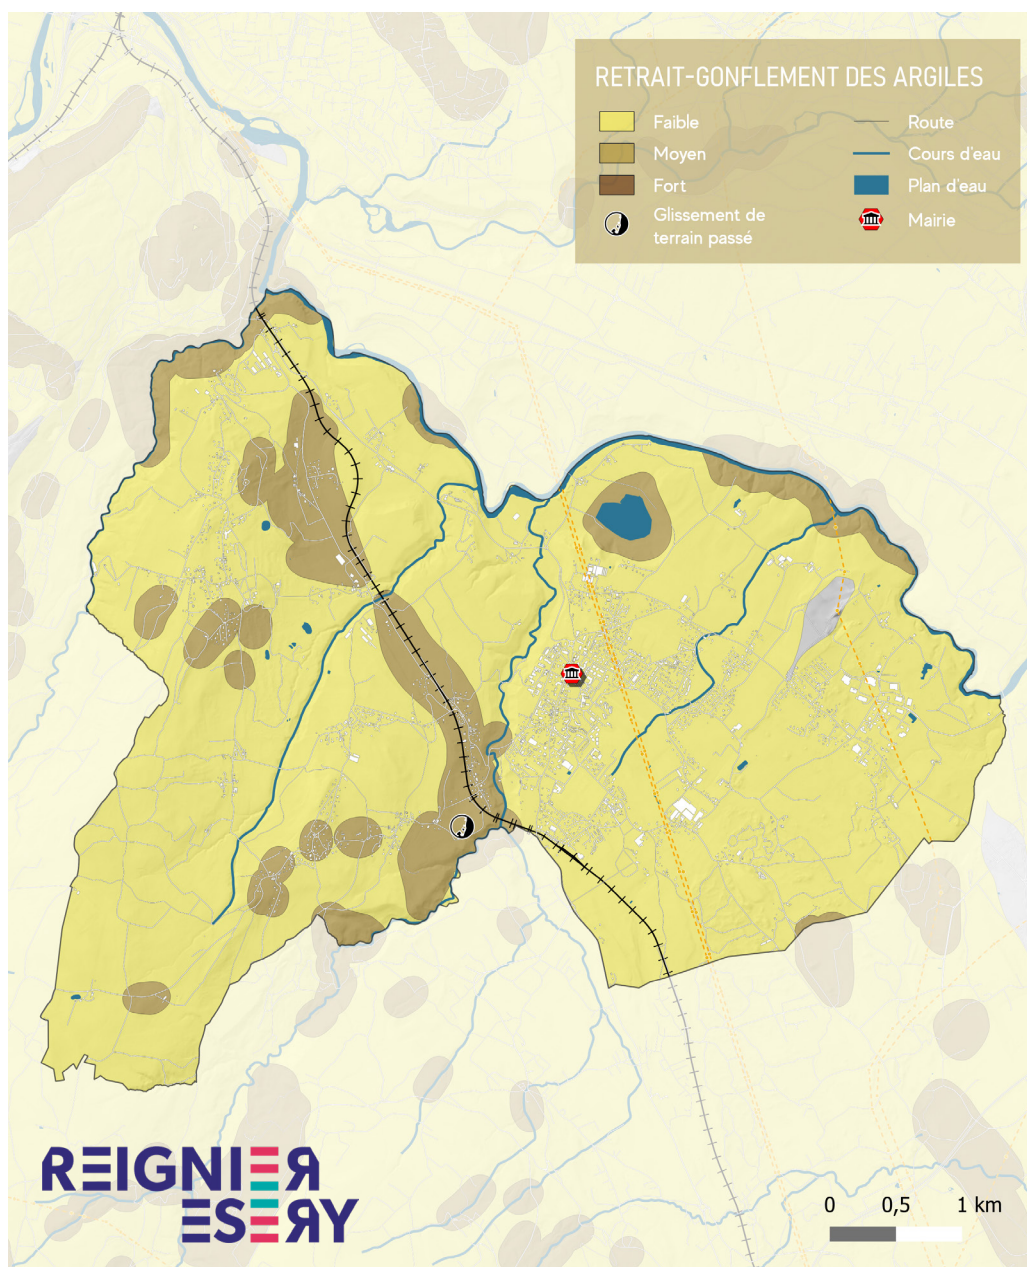 RETRAIT-GONFLEMENT DES ARGILES
Faible
Moyen
Fort
Glissement de
terrain passé
Route
Cours d'eau
Plan d'eau
Mairie
REIGNIER
ESERY
0 0,5 1 km